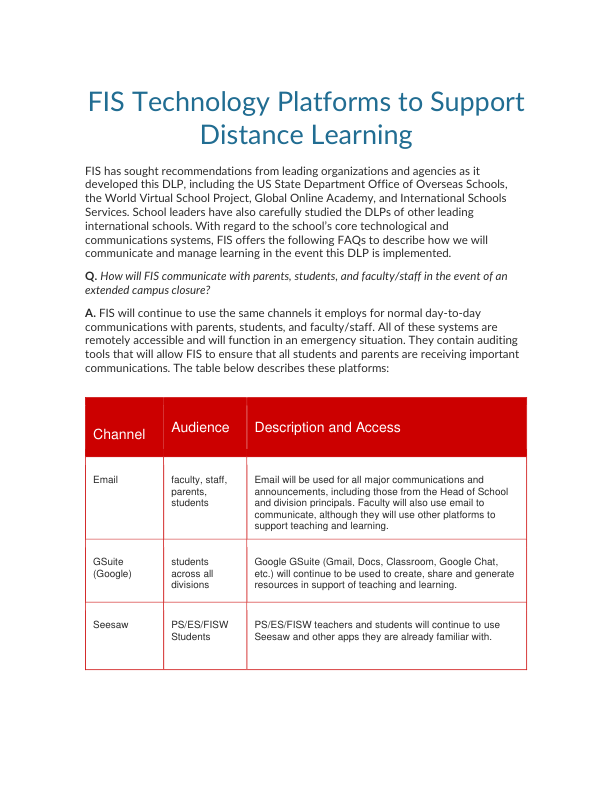 FIS Technology Platforms to Support
Distance Learning
FIS has sought recommendations from leading organizations and agencies as it
developed this DLP, including the US State Department Office of Overseas Schools,
the World Virtual School Project, Global Online Academy, and International Schools
Services. School leaders have also carefully studied the DLPs of other leading
international schools. With regard to the school's core technological and
communications systems, FIS offers the following FAQs to describe how we will
communicate and manage learning in the event this DLP is implemented.
Q. How will FIS communicate with parents, students, and faculty/staff in the event of an
extended campus closure?
A. FIS will continue to use the same channels it employs for normal day-to-day
communications with parents, students, and faculty/staff. All of these systems are
remotely accessible and will function in an emergency situation. They contain auditing
tools that will allow FIS to ensure that all students and parents are receiving important
communications. The table below describes these platforms:
Channel
Audience
Description and Access
Email
faculty, staff,
parents,
students
Email will be used for all major communications and
announcements, including those from the Head of School
and division principals. Faculty will also use email to
communicate, although they will use other platforms to
support teaching and learning.
GSuite
(Google)
students
across all
divisions
Google GSuite (Gmail, Docs, Classroom, Google Chat,
etc.) will continue to be used to create, share and generate
resources in support of teaching and learning.
Seesaw
PS/ES/FISW
Students
PS/ES/FISW teachers and students will continue to use
Seesaw and other apps they are already familiar with.